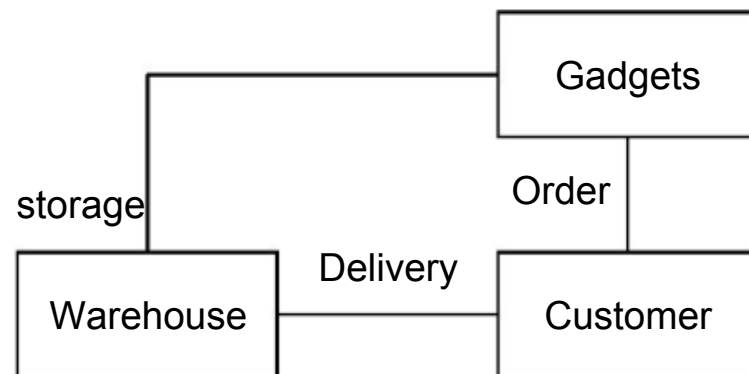 Gadgets
storage
Order
Delivery
Warehouse
Customer